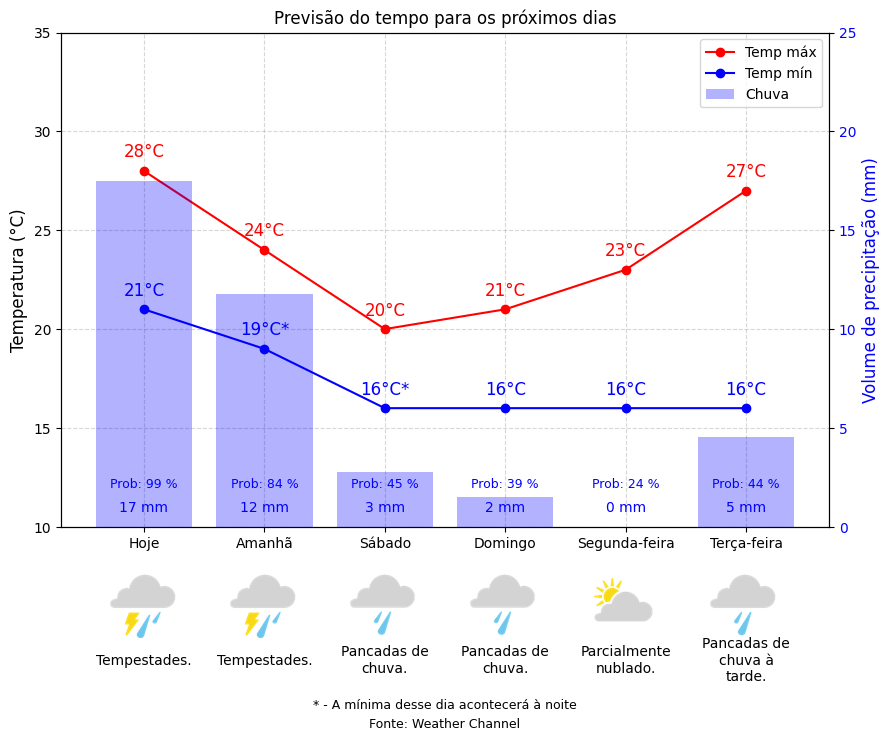 Previsão do tempo para os próximos dias
Temp máx
Temp mín
Chuva
Temperatura (°C)
Volume de precipitação (mm)
35
30
25
20
15
10
25
20
15
10
5
0
28°C
24°C
20°C
21°C
23°C
27°C
21°C
19°C*
16°C*
16°C
16°C
16°C
Prob: 99 %
Prob: 84 %
Prob: 45 %
Prob: 39 %
Prob: 24 %
Prob: 44 %
17 mm
12 mm
3 mm
2 mm
0 mm
5 mm
Hoje
Amanhã
Sábado
Domingo
Segunda-feira
Terça-feira
Tempestades.
Tempestades.
Pancadas de
chuva.
Pancadas de
chuva.
Parcialmente
nublado.
Pancadas de
chuva à
tarde.
* - A mínima desse dia acontecerá à noite
Fonte: Weather Channel